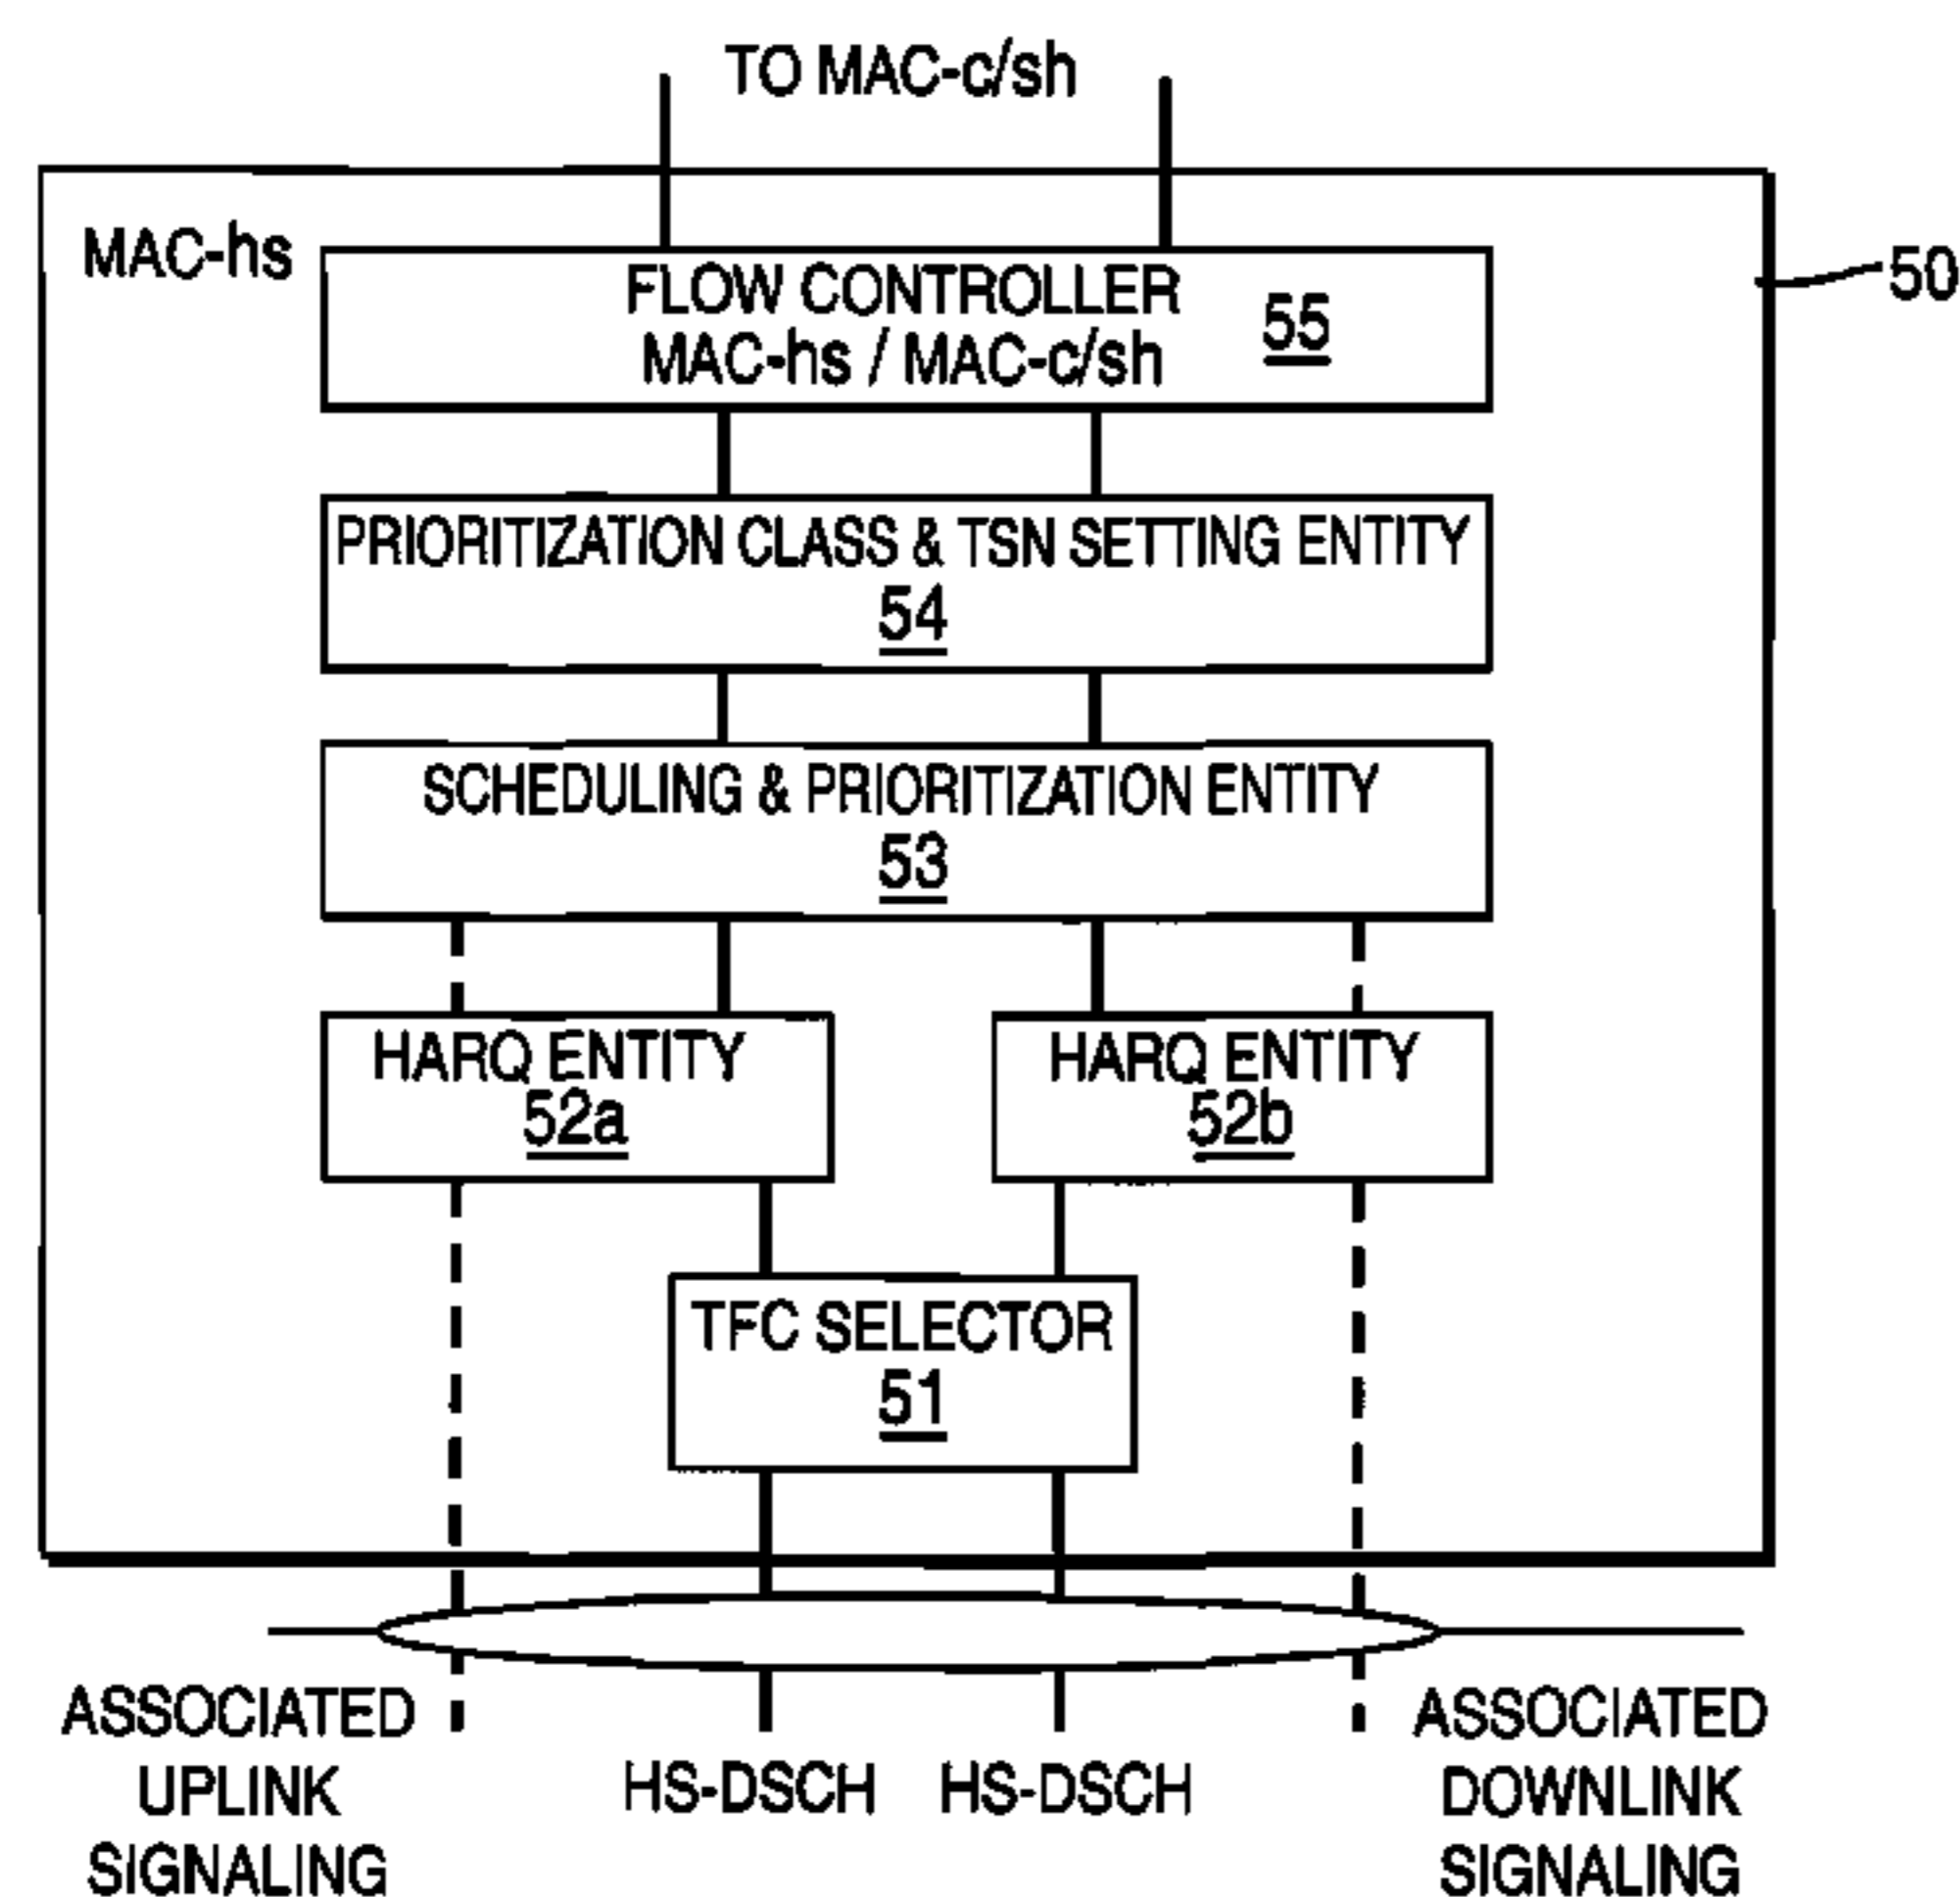 TO MAC-c/sh
MAC-hs
50
FLOW CONTROLLER
MAC-hs / MAC-c/sh
55
PRIORITIZATION CLASS & TSN SETTING ENTITY
54
SCHEDULING & PRIORITIZATION ENTITY
53
HARQ ENTITY
52a
HARQ ENTITY
52b
TFC SELECTOR
51
ASSOCIATED
UPLINK
SIGNALING
HS-DSCH
HS-DSCH
ASSOCIATED
DOWNLINK
SIGNALING